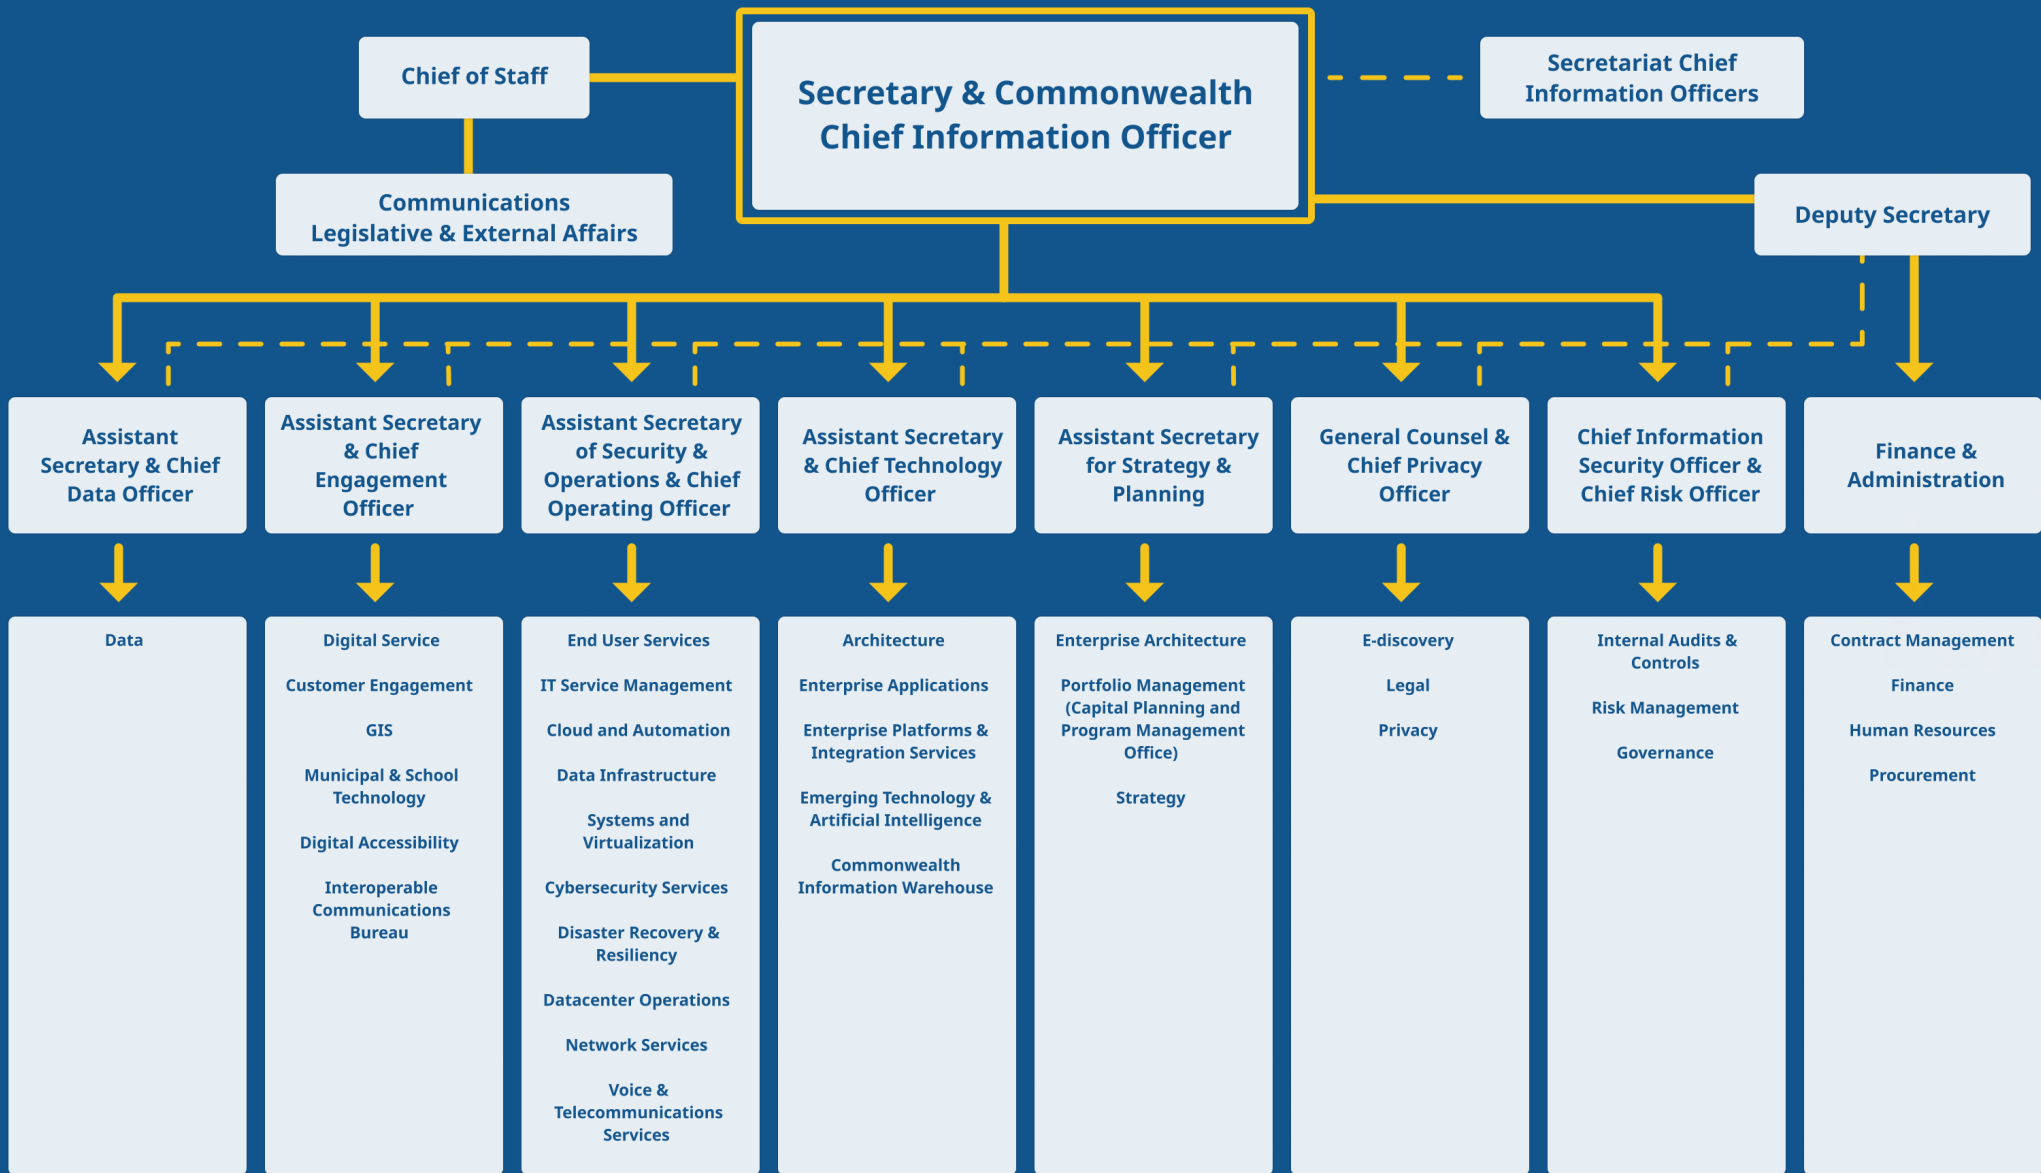 Chief of Staff
Secretary & Commonwealth
Chief Information Officer
Secretariat Chief
Information Officers
Communications
Legislative & External Affairs
Deputy Secretary
Assistant
Secretary & Chief
Data Officer
Assistant Secretary
& Chief
Engagement
Officer
Assistant Secretary
of Security &
Operations & Chief
Operating Officer
Assistant Secretary
& Chief Technology
Officer
Assistant Secretary
for Strategy &
Planning
General Counsel &
Chief Privacy
Officer
Chief Information
Security Officer &
Chief Risk Officer
Finance &
Administration
Data
Digital Service
Customer Engagement
GIS
Municipal & School
Technology
Digital Accessibility
Interoperable
Communications
Bureau
End User Services
IT Service Management
Cloud and Automation
Data Infrastructure
Systems and
Virtualization
Cybersecurity Services
Disaster Recovery &
Resiliency
Datacenter Operations
Network Services
Voice &
Telecommunications
Services
Architecture
Enterprise Applications
Enterprise Platforms &
Integration Services
Emerging Technology &
Artificial Intelligence
Commonwealth
Information Warehouse
Enterprise Architecture
Portfolio Management
(Capital Planning and
Program Management
Office)
Strategy
E-discovery
Legal
Privacy
Internal Audits &
Controls
Risk Management
Governance
Contract Management
Finance
Human Resources
Procurement